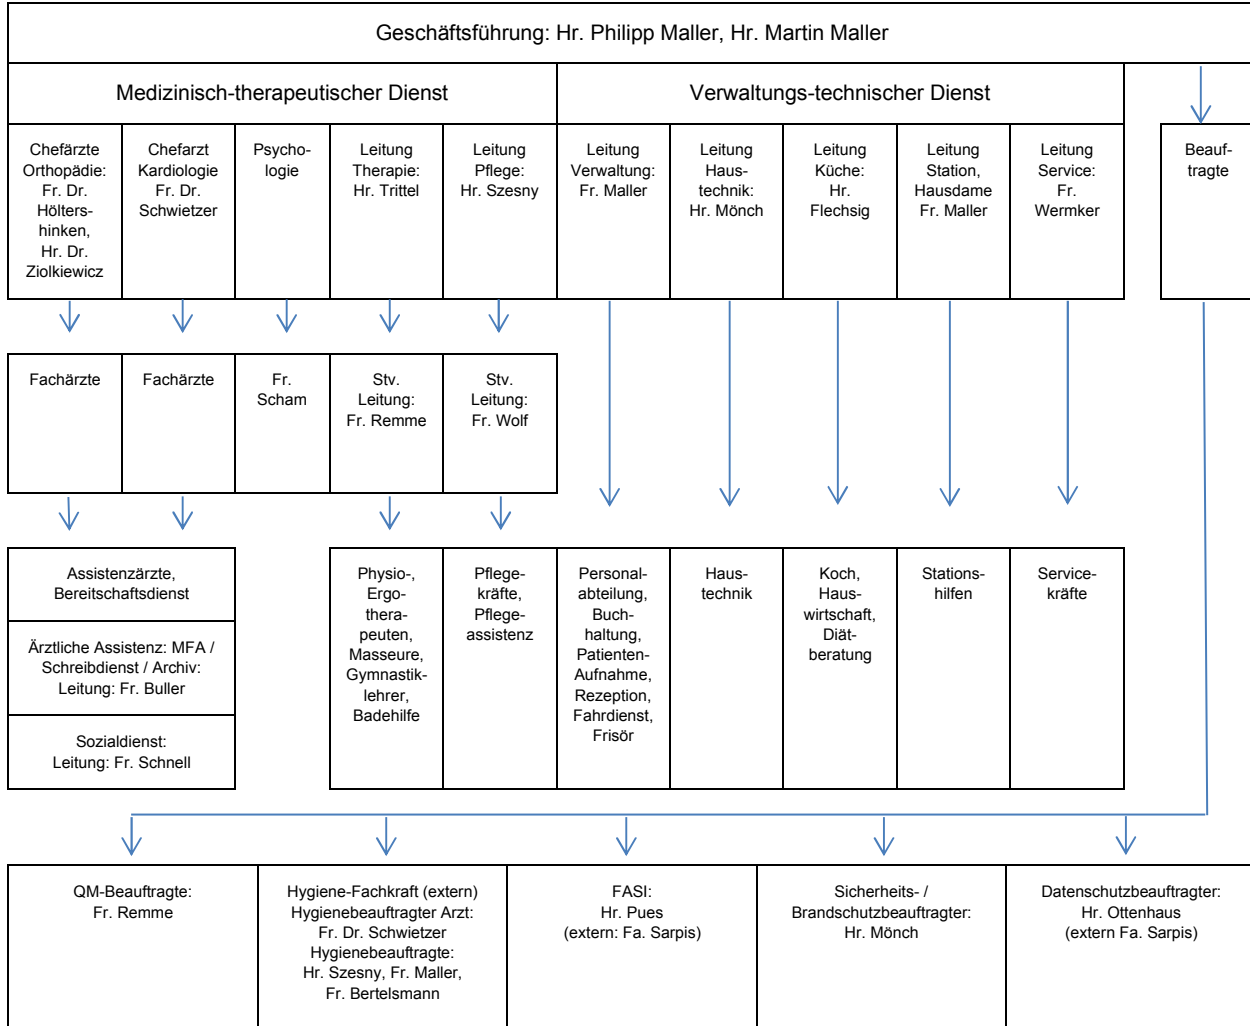 Geschäftsführung: Hr. Philipp Maller, Hr. Martin Maller
Medizinisch-therapeutischer Dienst
Verwaltungs-technischer Dienst
Chefärzte
Orthopädie:
Fr. Dr.
Hölters-
hinken,
Hr. Dr.
Ziolkiewicz
Chefarzt
Kardiologie
Fr. Dr.
Schwietzer
Psycho-
logie
Leitung
Therapie:
Hr. Trittel
Leitung
Pflege:
Hr. Szesny
Leitung
Verwaltung:
Fr. Maller
Leitung
Haus-
technik:
Hr. Mönch
Leitung
Küche:
Hr.
Flechsig
Leitung
Station,
Hausdame
Fr. Maller
Leitung
Service:
Fr.
Wermker
Beauf-
tragte
Fachärzte
Fachärzte
Fr.
Scham
Stv.
Leitung:
Fr. Remme
Stv.
Leitung:
Fr. Wolf
Assistenzärzte,
Bereitschaftsdienst
Ärztliche Assistenz: MFA /
Schreibdienst / Archiv:
Leitung: Fr. Buller
Sozialdienst:
Leitung: Fr. Schnell
Physio-,
Ergo-
thera-
peuten,
Masseure,
Gymnastik-
lehrer,
Badehilfe
Pflege-
kräfte,
Pflege-
assistenz
Personal-
abteilung,
Buch-
haltung,
Patienten-
Aufnahme,
Rezeption,
Fahrdienst,
Frisör
Haus-
technik
Koch,
Haus-
wirtschaft,
Diät-
beratung
Stations-
hilfen
Service-
kräfte
QM-Beauftragte:
Fr. Remme
Hygiene-Fachkraft (extern)
Hygienebeauftragter Arzt:
Fr. Dr. Schwietzer
Hygienebeauftragte:
Hr. Szesny, Fr. Maller,
Fr. Bertelsmann
FASI:
Hr. Pues
(extern: Fa. Sarpis)
Sicherheits- /
Brandschutzbeauftragter:
Hr. Mönch
Datenschutzbeauftragter:
Hr. Ottenhaus
(extern Fa. Sarpis)